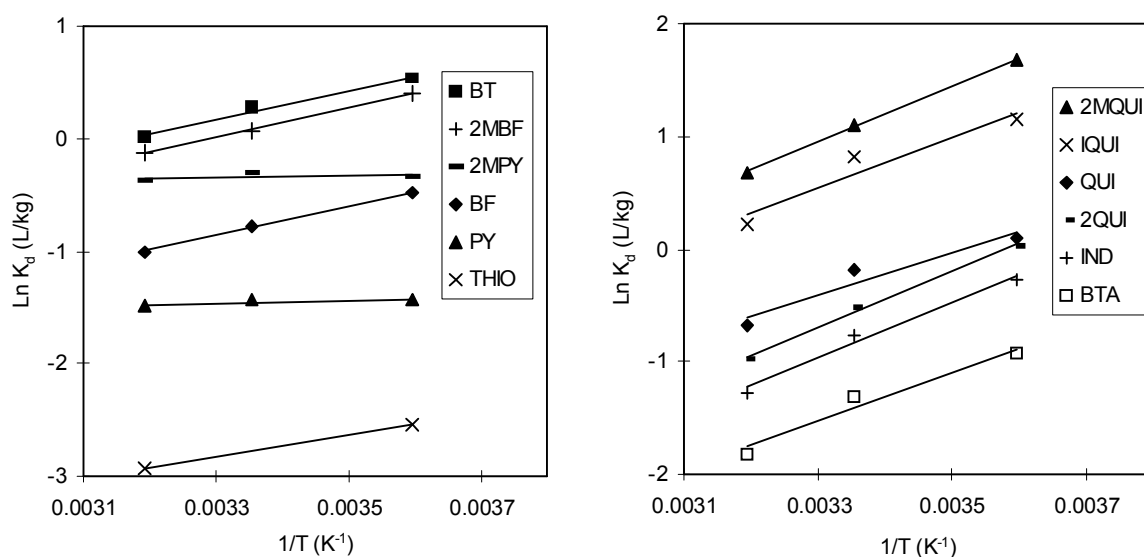 1
0
-1
-2
-3
Ln K_d (L/kg)
0.0031 0.0033 0.0035 0.0037
1/T (K⁻¹)
BT
2MBF
2MPY
BF
PY
THIO
2
1
0
-1
-2
Ln K_d (L/kg)
0.0031 0.0033 0.0035 0.0037
1/T (K⁻¹)
2MQUI
IQUI
QUI
2QUI
IND
BTA